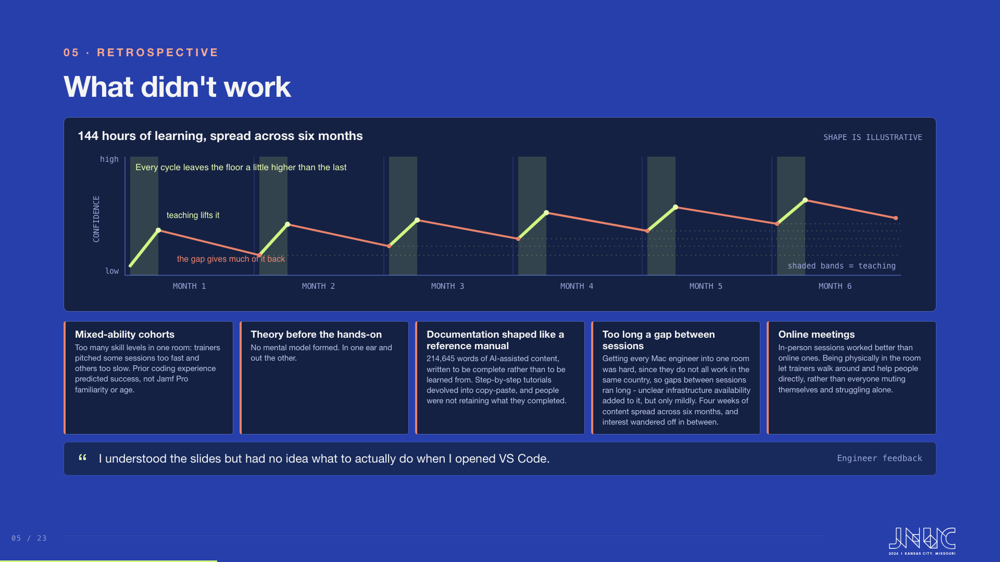 05 · RETROSPECTIVE
What didn't work
144 hours of learning, spread across six months
SHAPE IS ILLUSTRATIVE
high
Every cycle leaves the floor a little higher than the last
CONFIDENCE
teaching lifts it
the gap gives much of it back
low
shaded bands = teaching
MONTH 1
MONTH 2
MONTH 3
MONTH 4
MONTH 5
MONTH 6
Mixed-ability cohorts
Too many skill levels in one room: trainers
pitched some sessions too fast and
others too slow. Prior coding experience
predicted success, not Jamf Pro
familiarity or age.
Theory before the hands-on
No mental model formed. In one ear and
out the other.
Documentation shaped like a
reference manual
214,645 words of AI-assisted content,
written to be complete rather than to be
learned from. Step-by-step tutorials
devolved into copy-paste, and people
were not retaining what they completed.
Too long a gap between
sessions
Getting every Mac engineer into one room
was hard, since they do not all work in the
same country, so gaps between sessions
ran long - unclear infrastructure availability
added to it, but only mildly. Four weeks of
content spread across six months, and
interest wandered off in between.
Online meetings
In-person sessions worked better than
online ones. Being physically in the room
let trainers walk around and help people
directly, rather than everyone muting
themselves and struggling alone.
“ I understood the slides but had no idea what to actually do when I opened VS Code.
Engineer feedback
05 / 23
JNUC
2026 | KANSAS CITY, MISSOURI